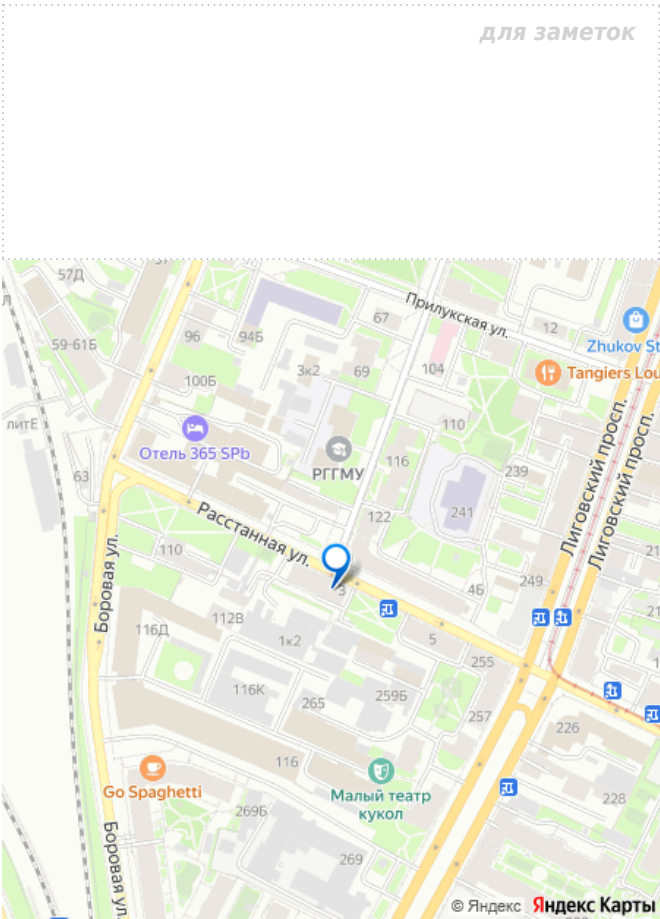 для заметок
57Д
Прилукская ул.
67
12
96
94Б
59-61Б
Zhukov St
3к2
69
104
Tangiers Lou
100Б
110
литЕ
Отель 365 SPb
РГГМУ
116
239
63
241
Лиговский просп.
Лиговский просп.
122
Расстанная ул.
110
Боровая ул.
3
4Б
249
112В
116Д
1к2
5
255
116К
265
259Б
257
226
116
Go Spaghetti
Малый театр
кукол
228
269Б
Боровая ул.
269
© Яндекс Яндекс Карты